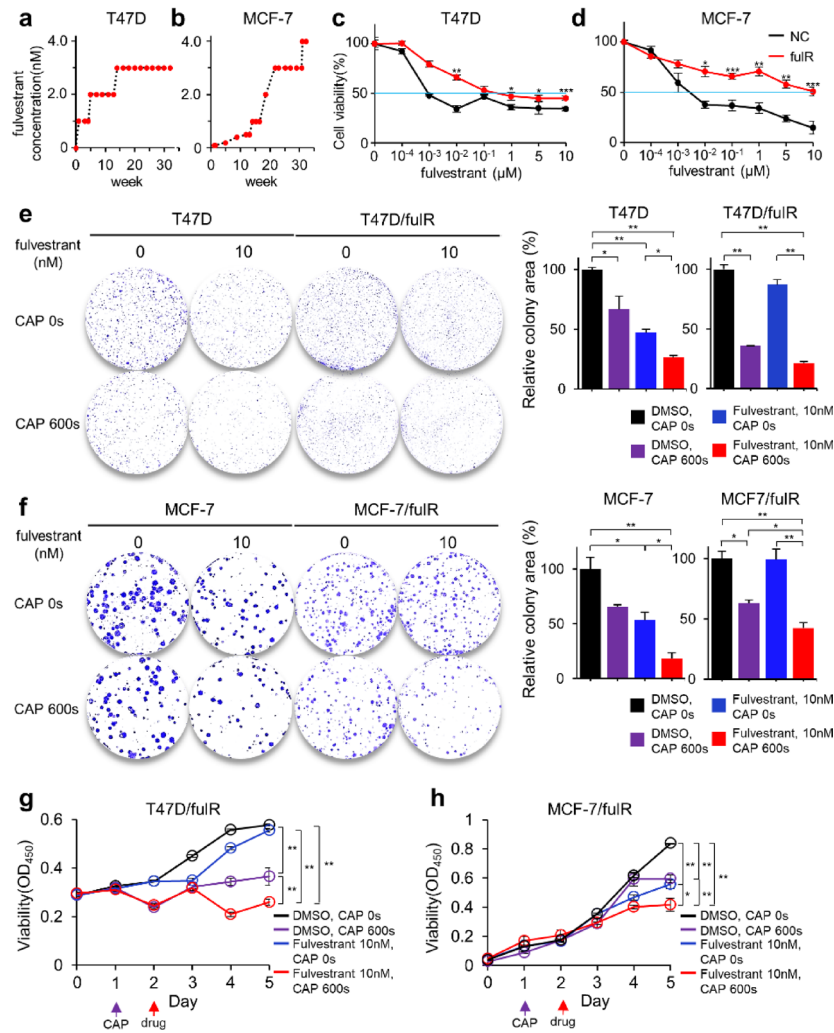 a
T47D
b
MCF-7
c
T47D
d
MCF-7
NC
fulR
fulvestrant
concentration(nM)
4.0
2.0
0
0 10 20 30
week
4.0
2.0
0
0 10 20 30
week
Cell viability(%)
100
50
0
**
*
*
***
0 10⁻⁴ 10⁻³ 10⁻² 10⁻¹ 1 5 10
fulvestrant (µM)
100
50
0
*
***
**
**
***
0 10⁻⁴ 10⁻³ 10⁻² 10⁻¹ 1 5 10
fulvestrant (µM)
e
T47D
T47D/fulR
fulvestrant
(nM)
0
10
0
10
CAP 0s
CAP 600s
T47D
T47D/fulR
Relative colony area (%)
100
50
0
**
**
*
*
100
50
0
**
**
**
DMSO,
CAP 0s
Fulvestrant, 10nM
CAP 0s
DMSO,
CAP 600s
Fulvestrant, 10nM
CAP 600s
f
MCF-7
MCF-7/fulR
fulvestrant
(nM)
0
10
0
10
CAP 0s
CAP 600s
MCF-7
MCF7/fulR
Relative colony area (%)
100
50
0
**
*
*
100
50
0
**
*
*
**
DMSO,
CAP 0s
Fulvestrant, 10nM
CAP 0s
DMSO,
CAP 600s
Fulvestrant, 10nM
CAP 600s
g
T47D/fulR
Viability(OD₄₅₀)
0.6
0.4
0.2
0
0 1 2 3 4 5
Day
CAP
drug
**
**
**
**
DMSO, CAP 0s
DMSO, CAP 600s
Fulvestrant 10nM,
CAP 0s
Fulvestrant 10nM,
CAP 600s
h
MCF-7/fulR
Viability(OD₄₅₀)
1
0.8
0.6
0.4
0.2
0
0 1 2 3 4 5
Day
CAP
drug
**
*
**
**
**
DMSO, CAP 0s
DMSO, CAP 600s
Fulvestrant 10nM,
CAP 0s
Fulvestrant 10nM,
CAP 600s